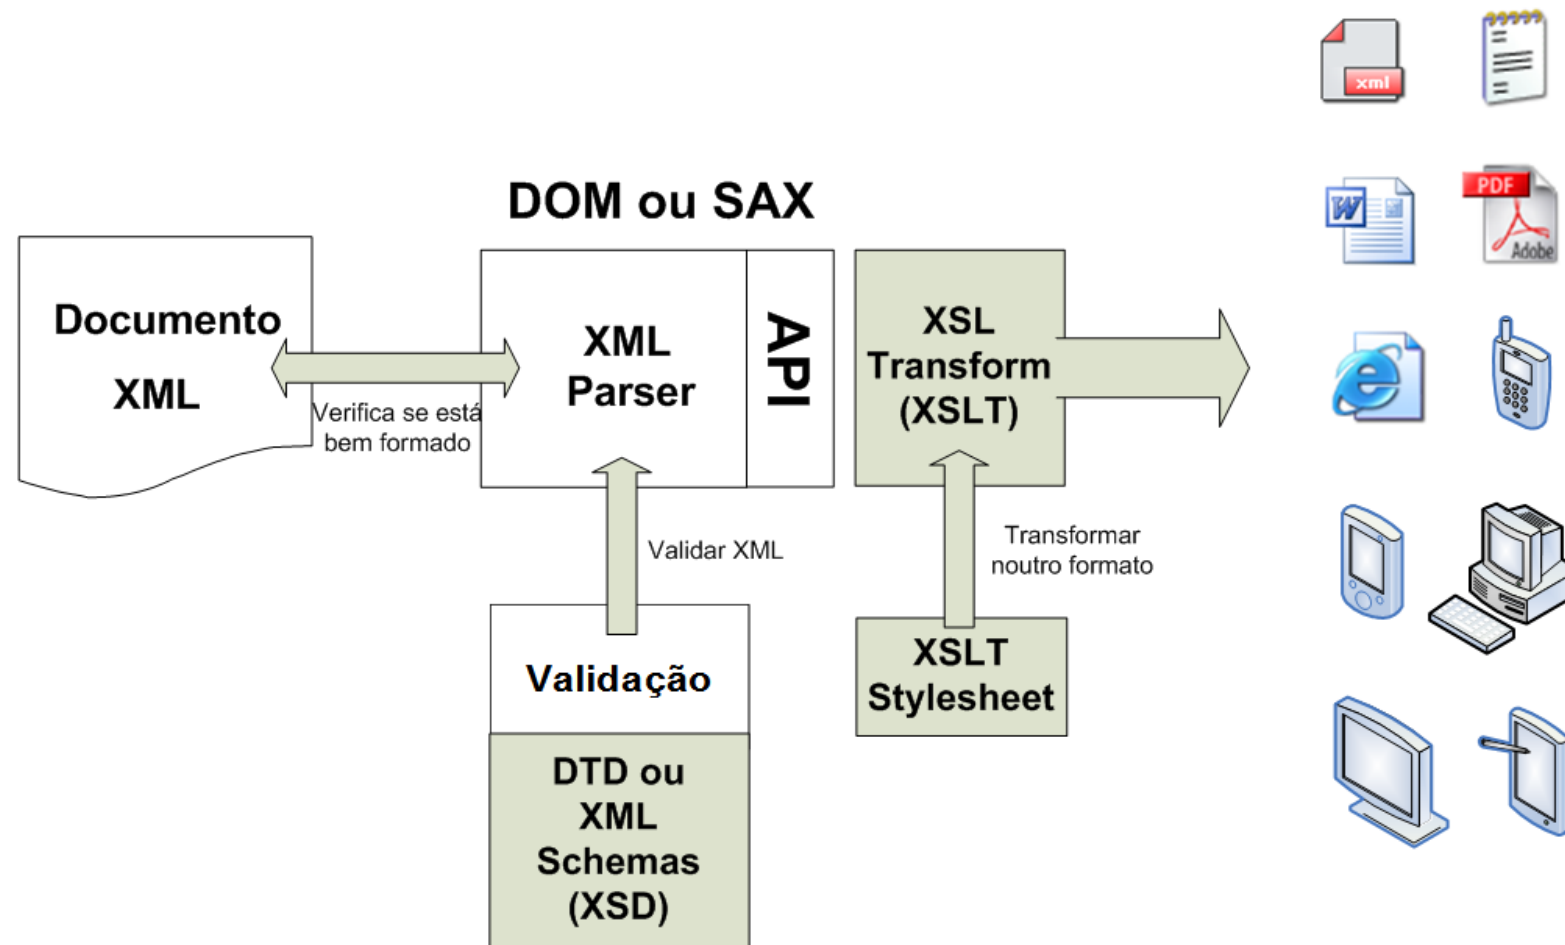 DOM ou SAX
Documento
XML
Verifica se está
bem formado
XML
Parser
API
XSL
Transform
(XSLT)
Validar XML
Transformar
noutro formato
Validação
DTD ou
XML
Schemas
(XSD)
XSLT
Stylesheet
xml
W
PDF
Adobe
e